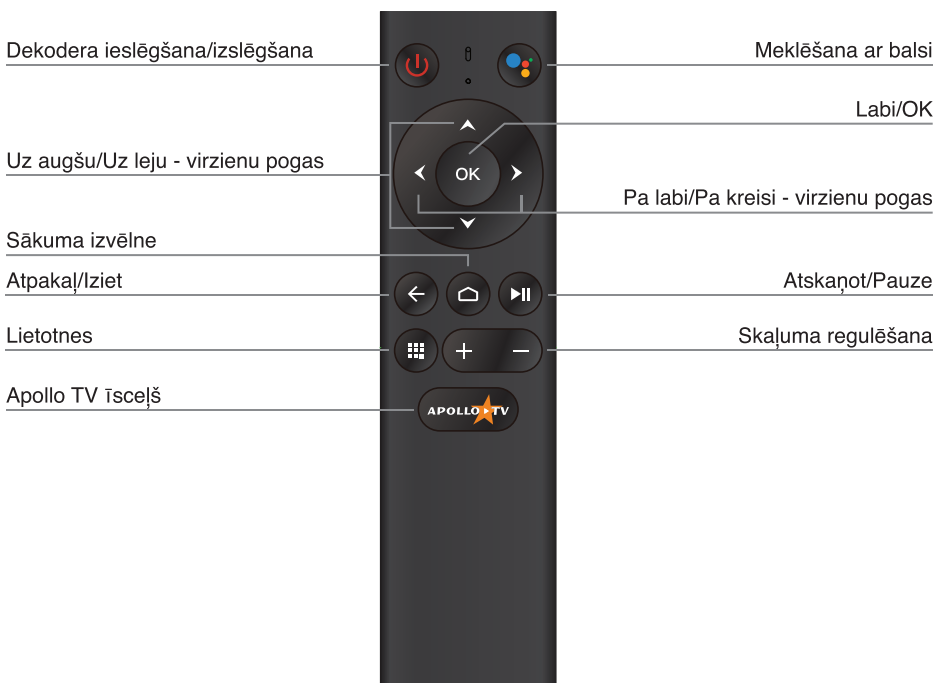 Dekodera ieslēgšana/izslēgšana
Meklēšana ar balsi
Labi/OK
Uz augšu/Uz leju - virzienu pogas
OK
Pa labi/Pa kreisi - virzienu pogas
Sākuma izvēlne
Atpakaļ/Iziet
Atskaņot/Pauze
Lietotnes
Skaļuma regulēšana
Apollo TV īsceļš
APOLLO TV